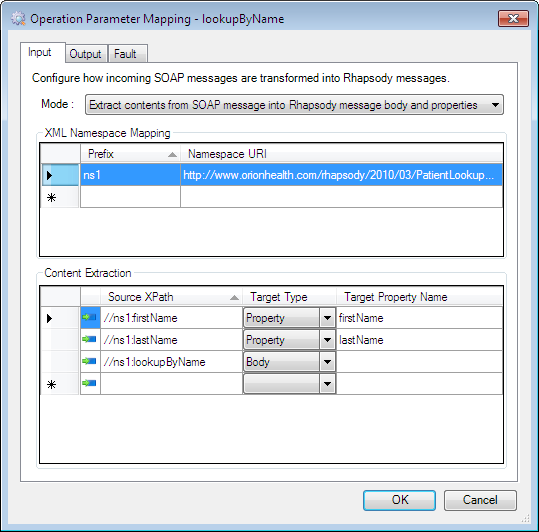 Operation Parameter Mapping - lookupByName
Input Output Fault
Configure how incoming SOAP messages are transformed into Rhapsody messages.
Mode : Extract contents from SOAP message into Rhapsody message body and properties
XML Namespace Mapping
Prefix Namespace URI
ns1 http://www.orionhealth.com/rhapsody/2010/03/PatientLookup...
Content Extraction
Source XPath Target Type Target Property Name
//ns1:firstName Property firstName
//ns1:lastName Property lastName
//ns1:lookupByName Body
OK Cancel